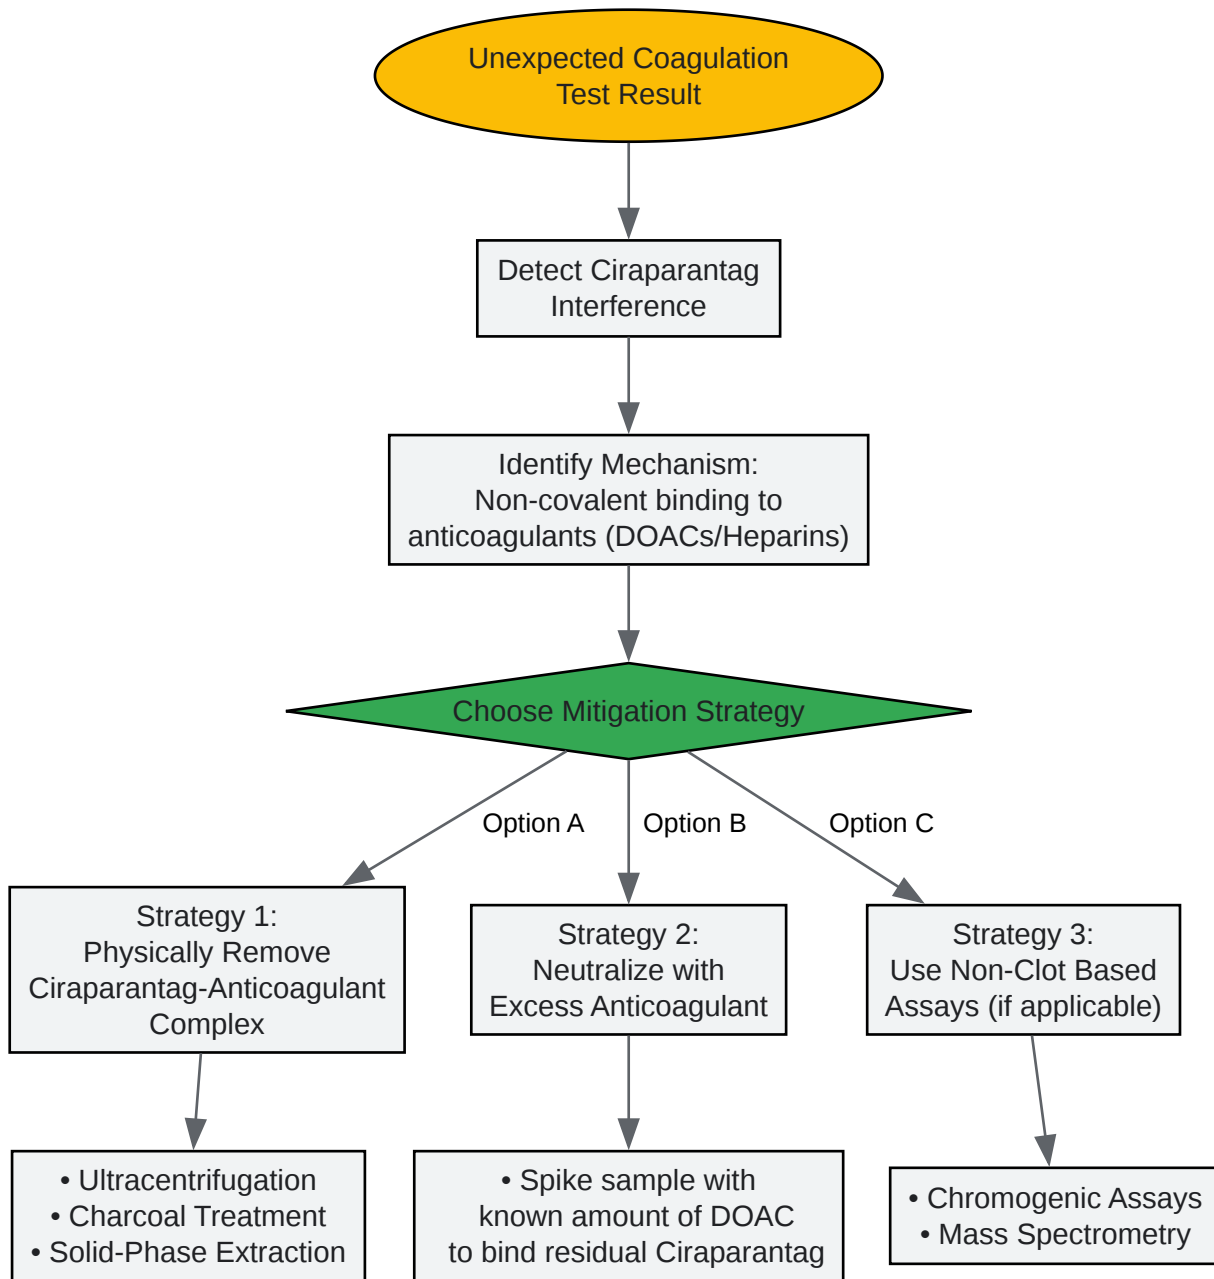 Unexpected Coagulation
Test Result
Detect Ciraparantag
Interference
Identify Mechanism:
Non-covalent binding to
anticoagulants (DOACs/Heparins)
Choose Mitigation Strategy
Option A
Option B
Option C
Strategy 1:
Physically Remove
Ciraparantag-Anticoagulant
Complex
Strategy 2:
Neutralize with
Excess Anticoagulant
Strategy 3:
Use Non-Clot Based
Assays (if applicable)
• Ultracentrifugation
• Charcoal Treatment
• Solid-Phase Extraction
• Spike sample with
known amount of DOAC
to bind residual Ciraparantag
• Chromogenic Assays
• Mass Spectrometry